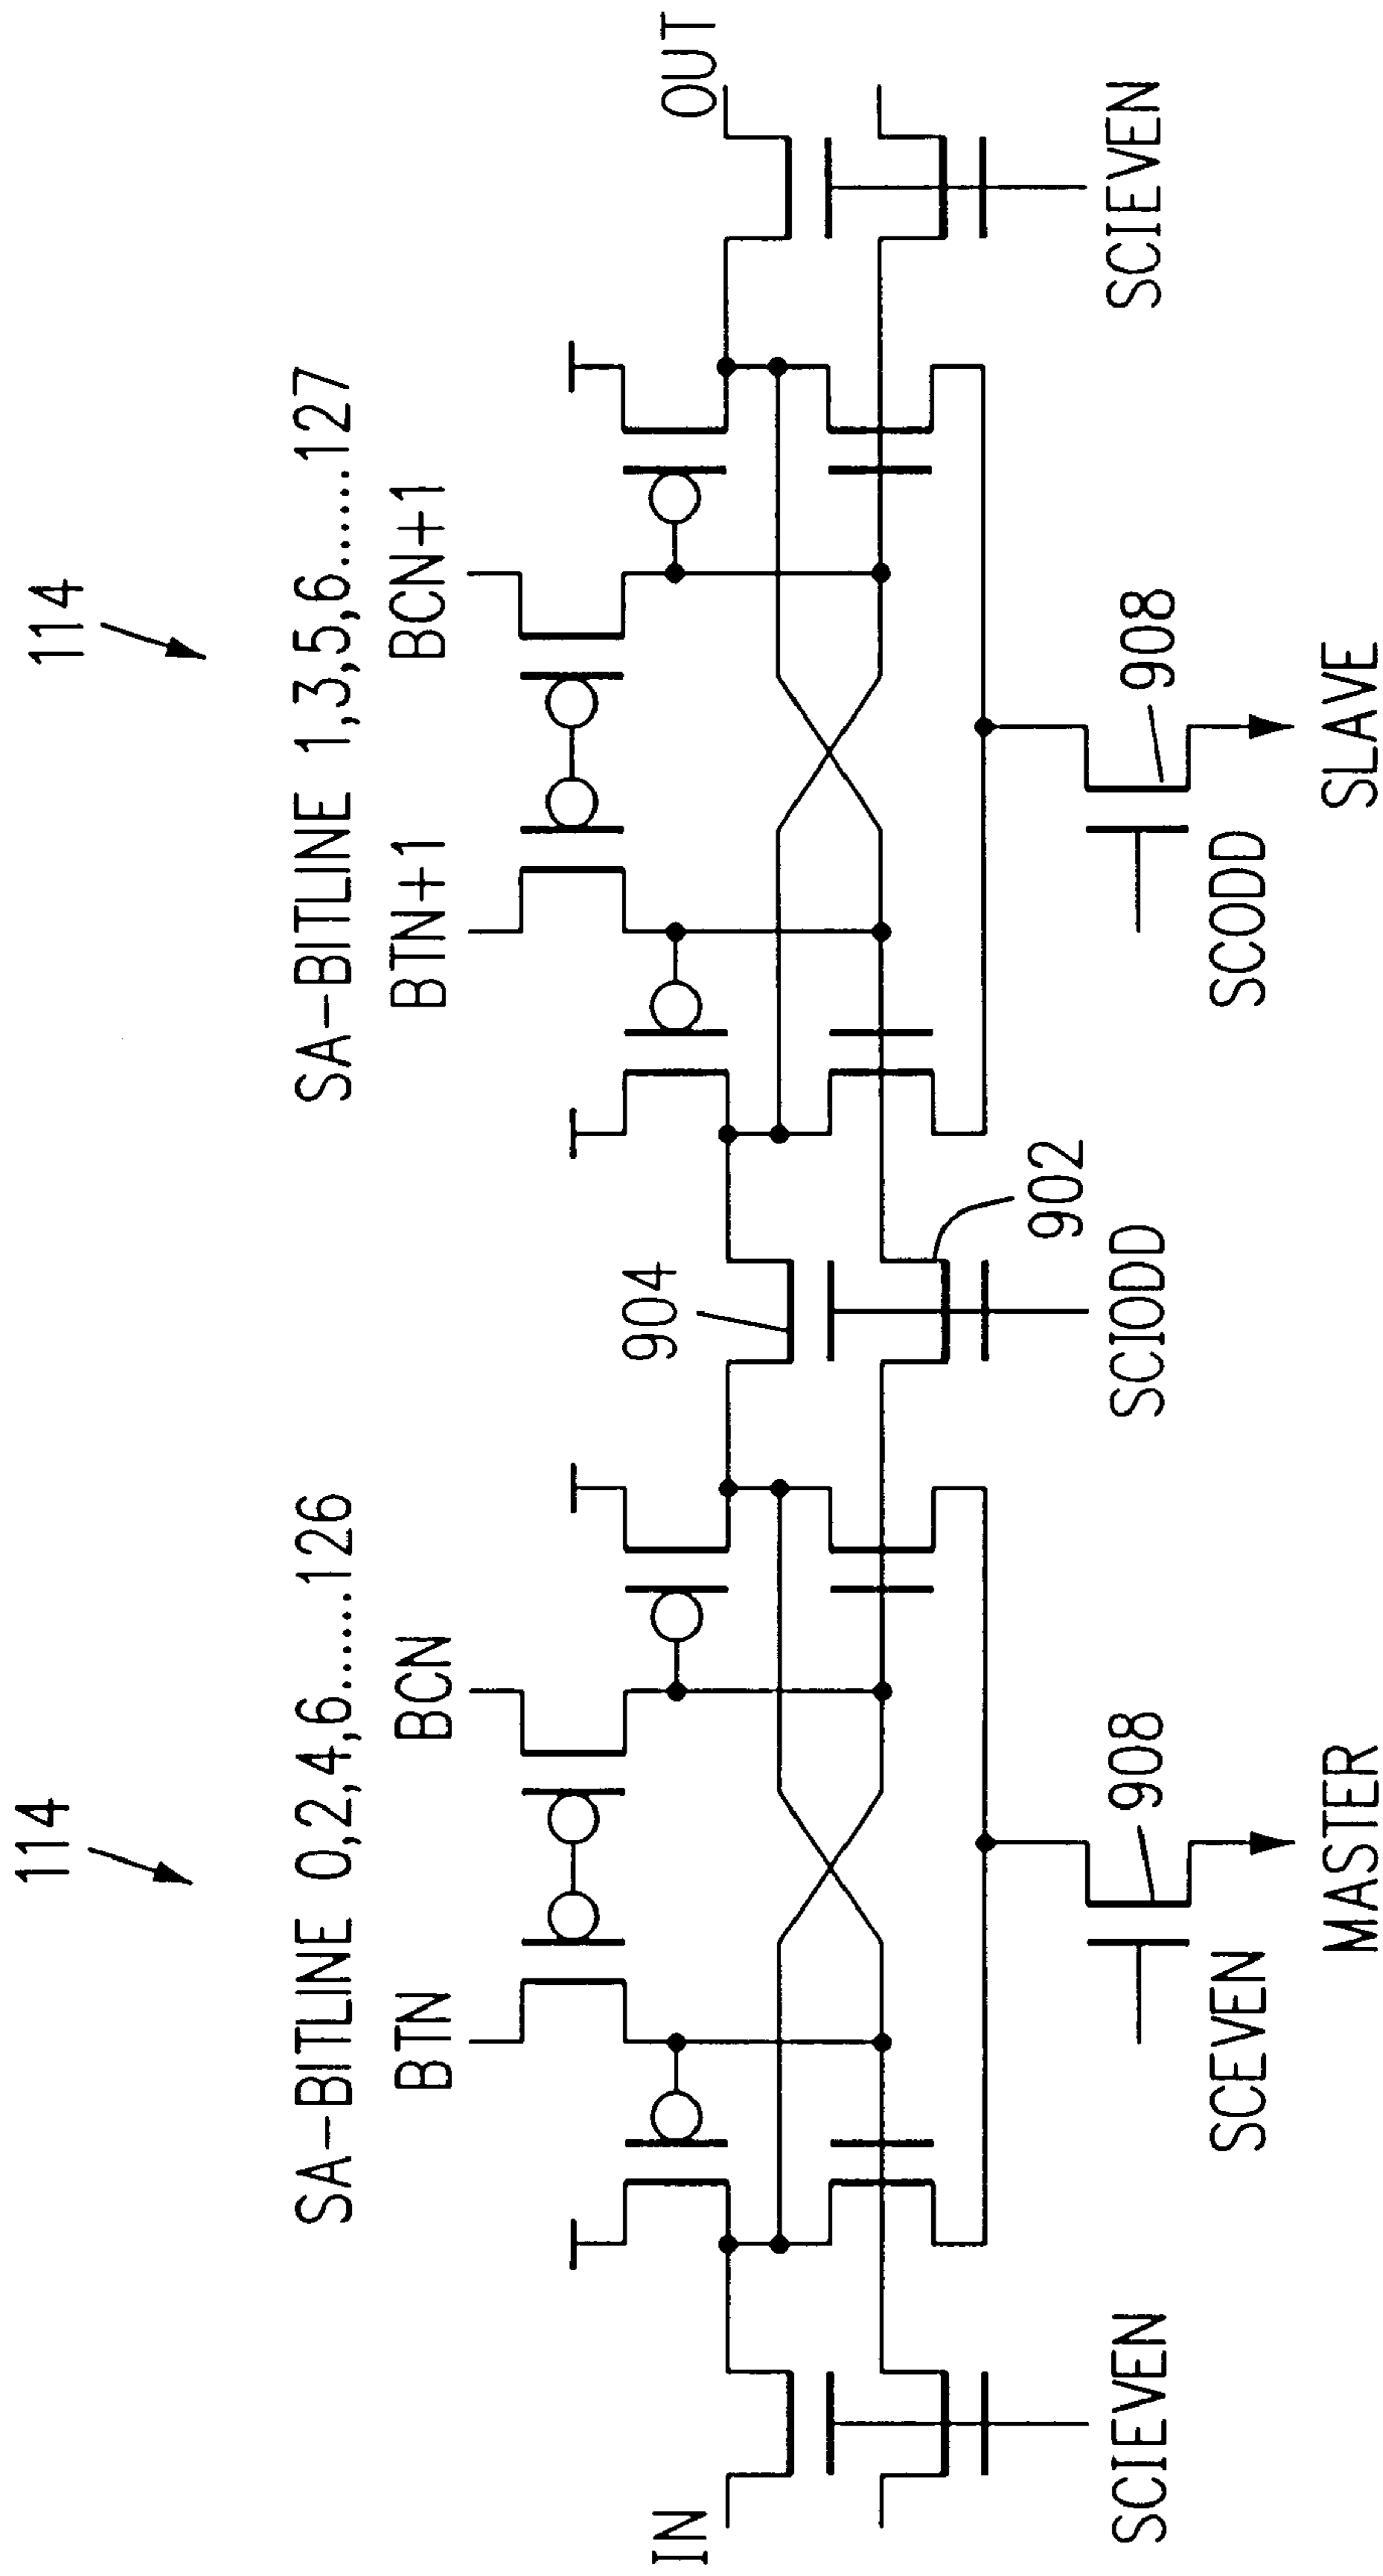 114
114
SA-BITLINE 0,2,4,6.....126
SA-BITLINE 1,3,5,6......127
BTN
BCN
BTN+1
BCN+1
IN
904
OUT
902
SCIEVEN
SCEVEN
908
SCIODD
SCODD
908
SCIEVEN
MASTER
SLAVE